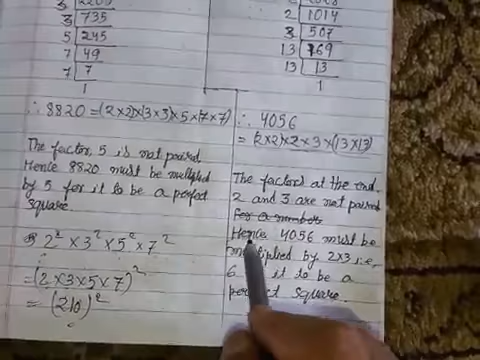 3 | 735
5 | 245
7 | 49
7 | 7
1
∴ 8820 = (2×2)×(3×3)×5×(7×7)
The factor, 5 is not paired
Hence 8820 must be
by 5 for it to be a perfect
square
2² × 3² × 5² × 7²
= (2×3×5×7)²
= (210)²
2 | 1014
3 | 507
13 | 169
13 | 13
1
∴ 4056
= (2×2)×2×3×(13×13)
The factors at the end
2 and 3 are not paired
for a number
Hence 4056 must be
multiplied by 2×3 i.e,
6 it to be a
perfect square